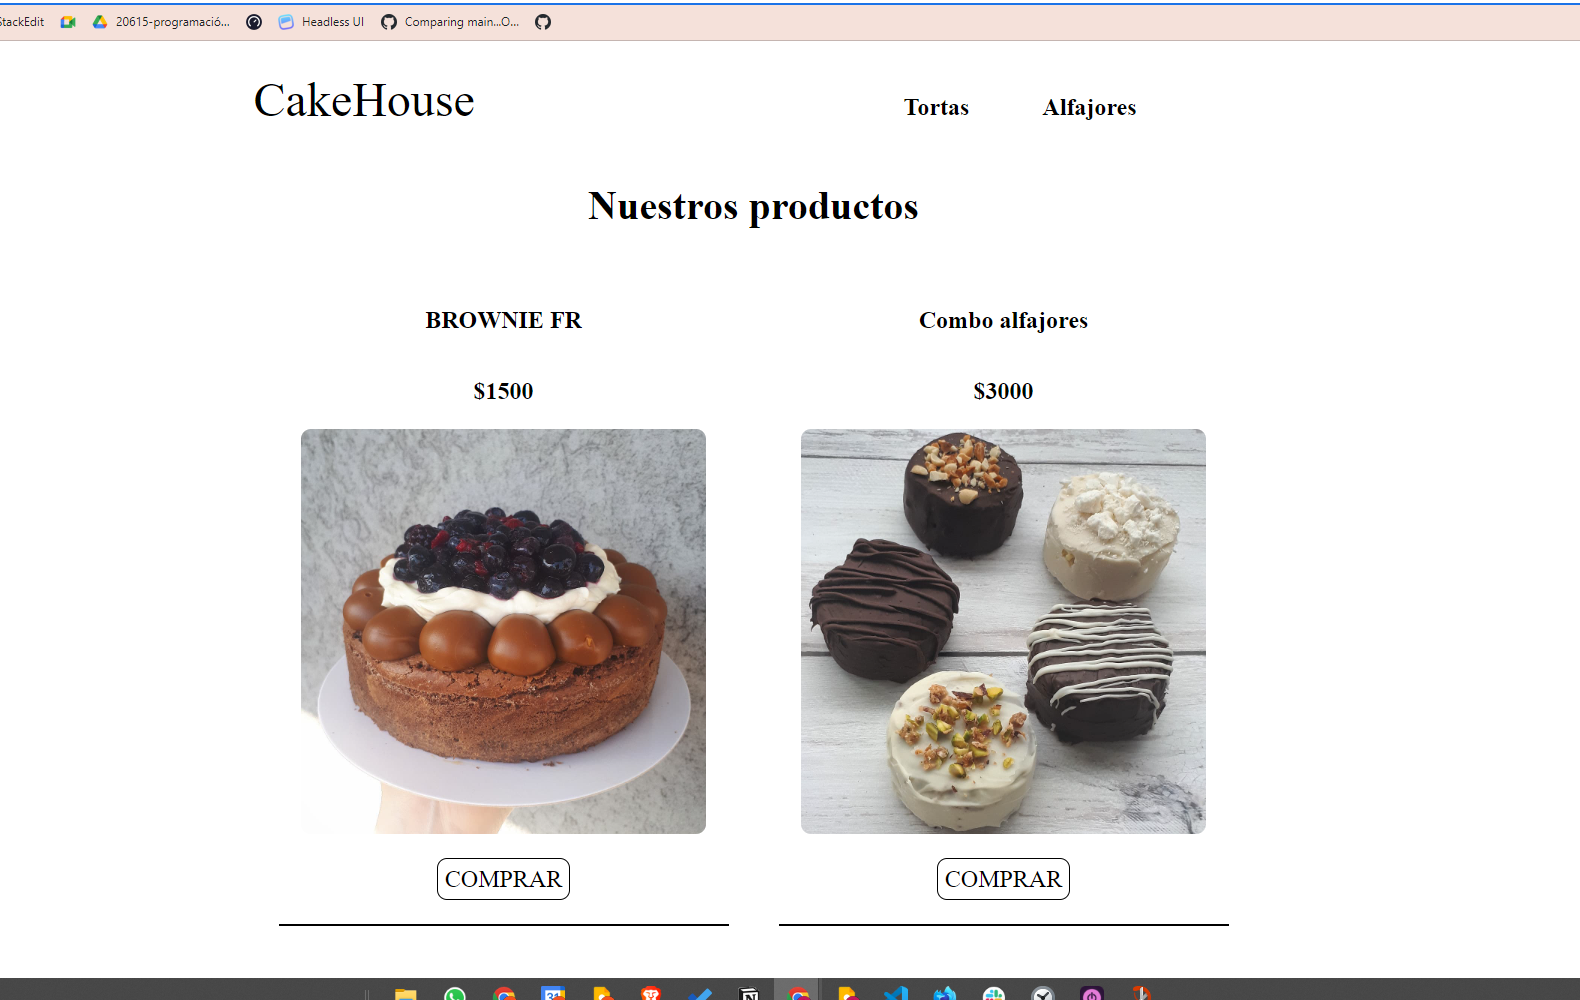 StackEdit 20615-programació... Headless UI Comparing main...O...
CakeHouse
Tortas Alfajores
Nuestros productos
BROWNIE FR Combo alfajores
$1500 $3000
COMPRAR COMPRAR
31 N